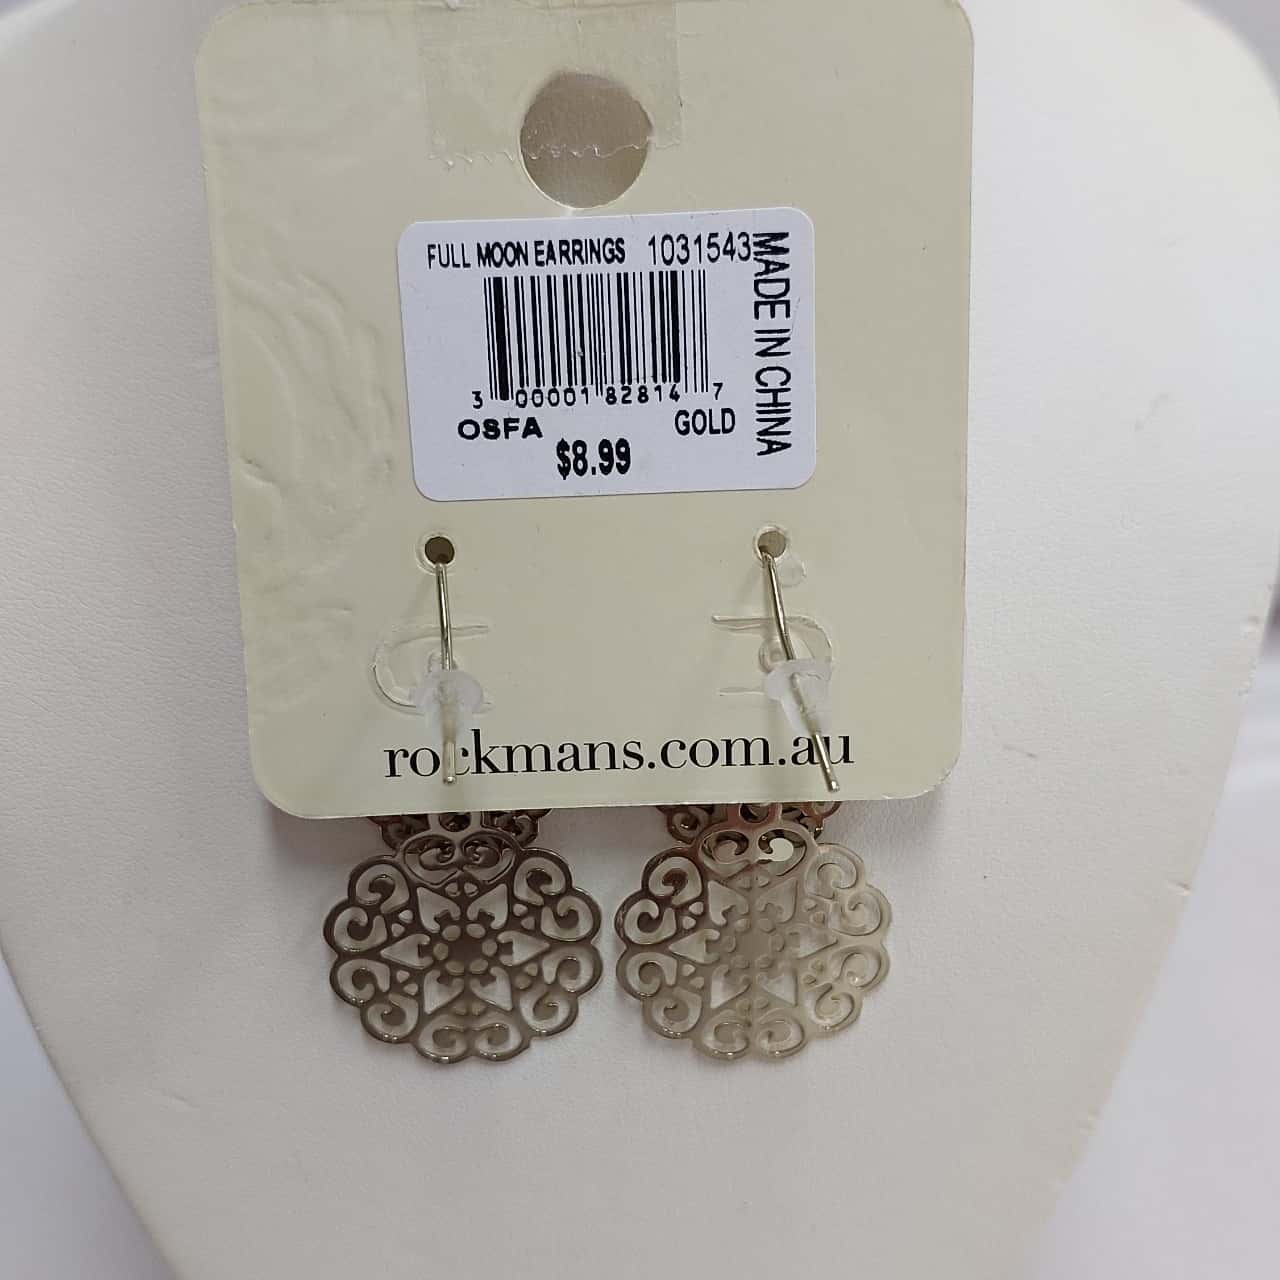 FULL MOON EARRINGS 1031543
MADE IN CHINA
3 00001 82814 7
OSFA GOLD
$8.99
rockmans.com.au